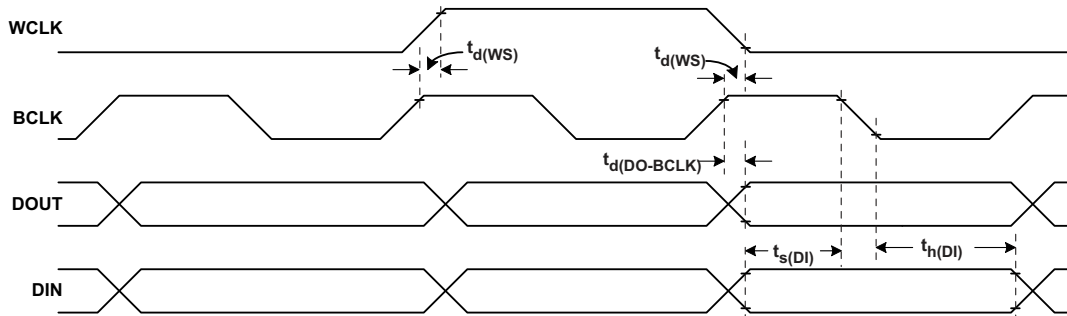 WCLK
t_d(WS)
t_d(WS)
BCLK
t_d(DO-BCLK)
DOUT
t_s(DI)
t_h(DI)
DIN